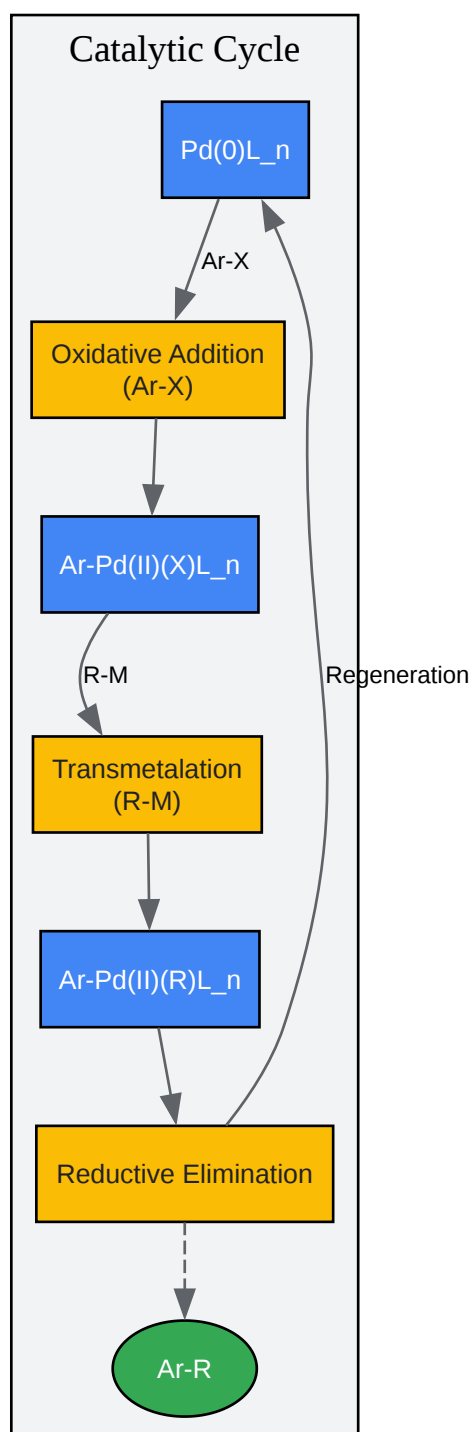 Catalytic Cycle
Pd(0)L_n
Ar-X
Oxidative Addition
(Ar-X)
Ar-Pd(II)(X)L_n
R-M
Regeneration
Transmetalation
(R-M)
Ar-Pd(II)(R)L_n
Reductive Elimination
Ar-R